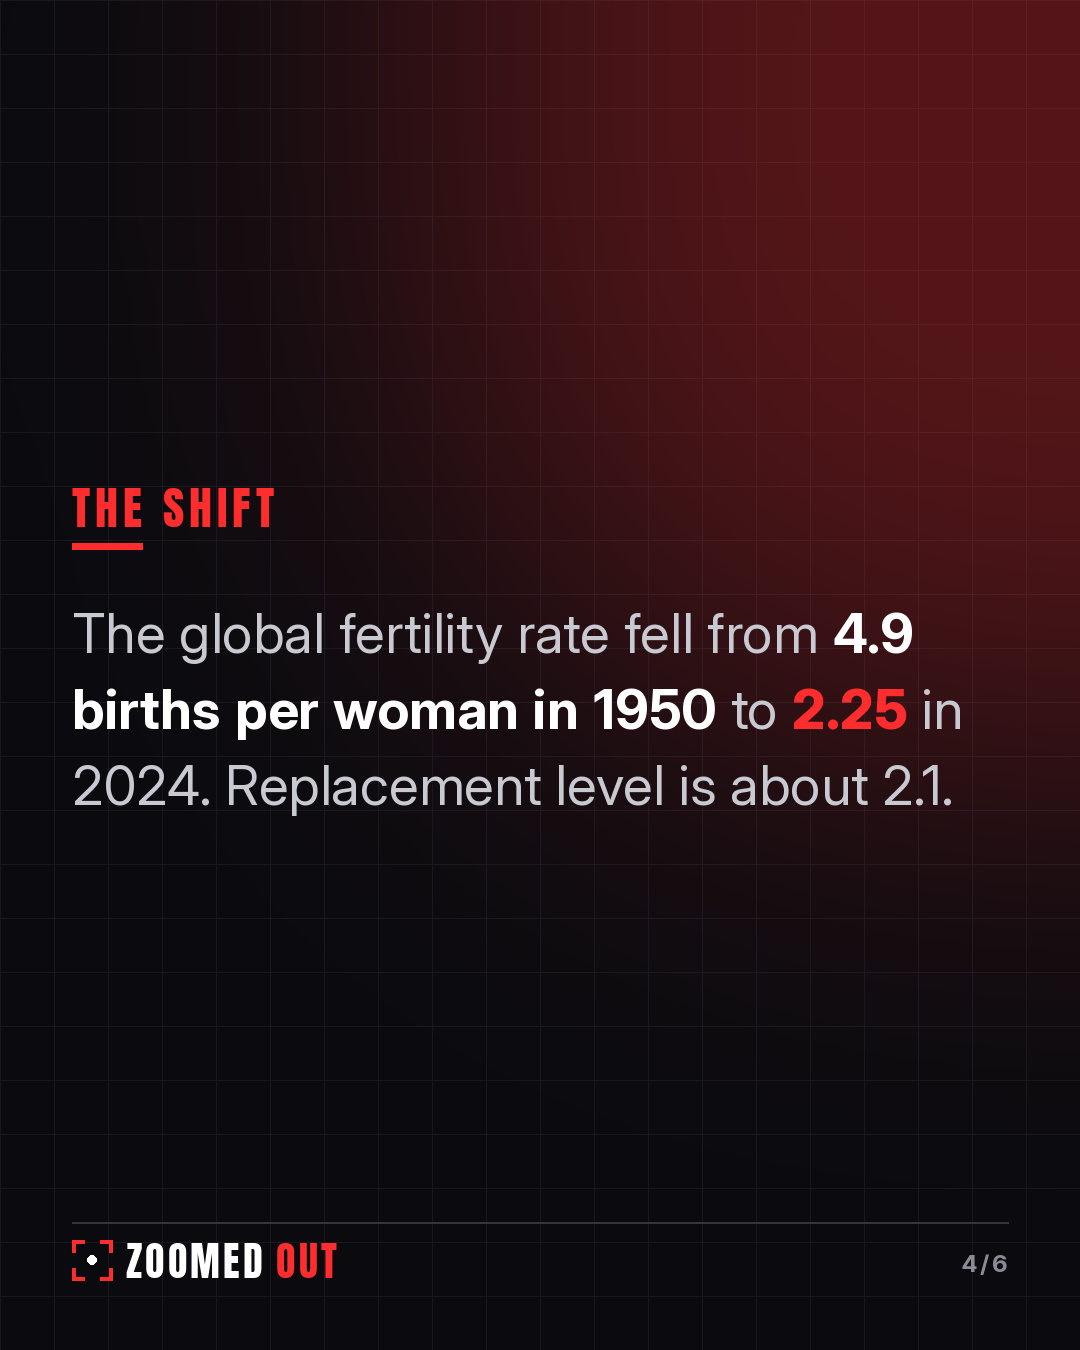 THE SHIFT
The global fertility rate fell from 4.9
births per woman in 1950 to 2.25 in
2024. Replacement level is about 2.1.
ZOOMED OUT
4/6